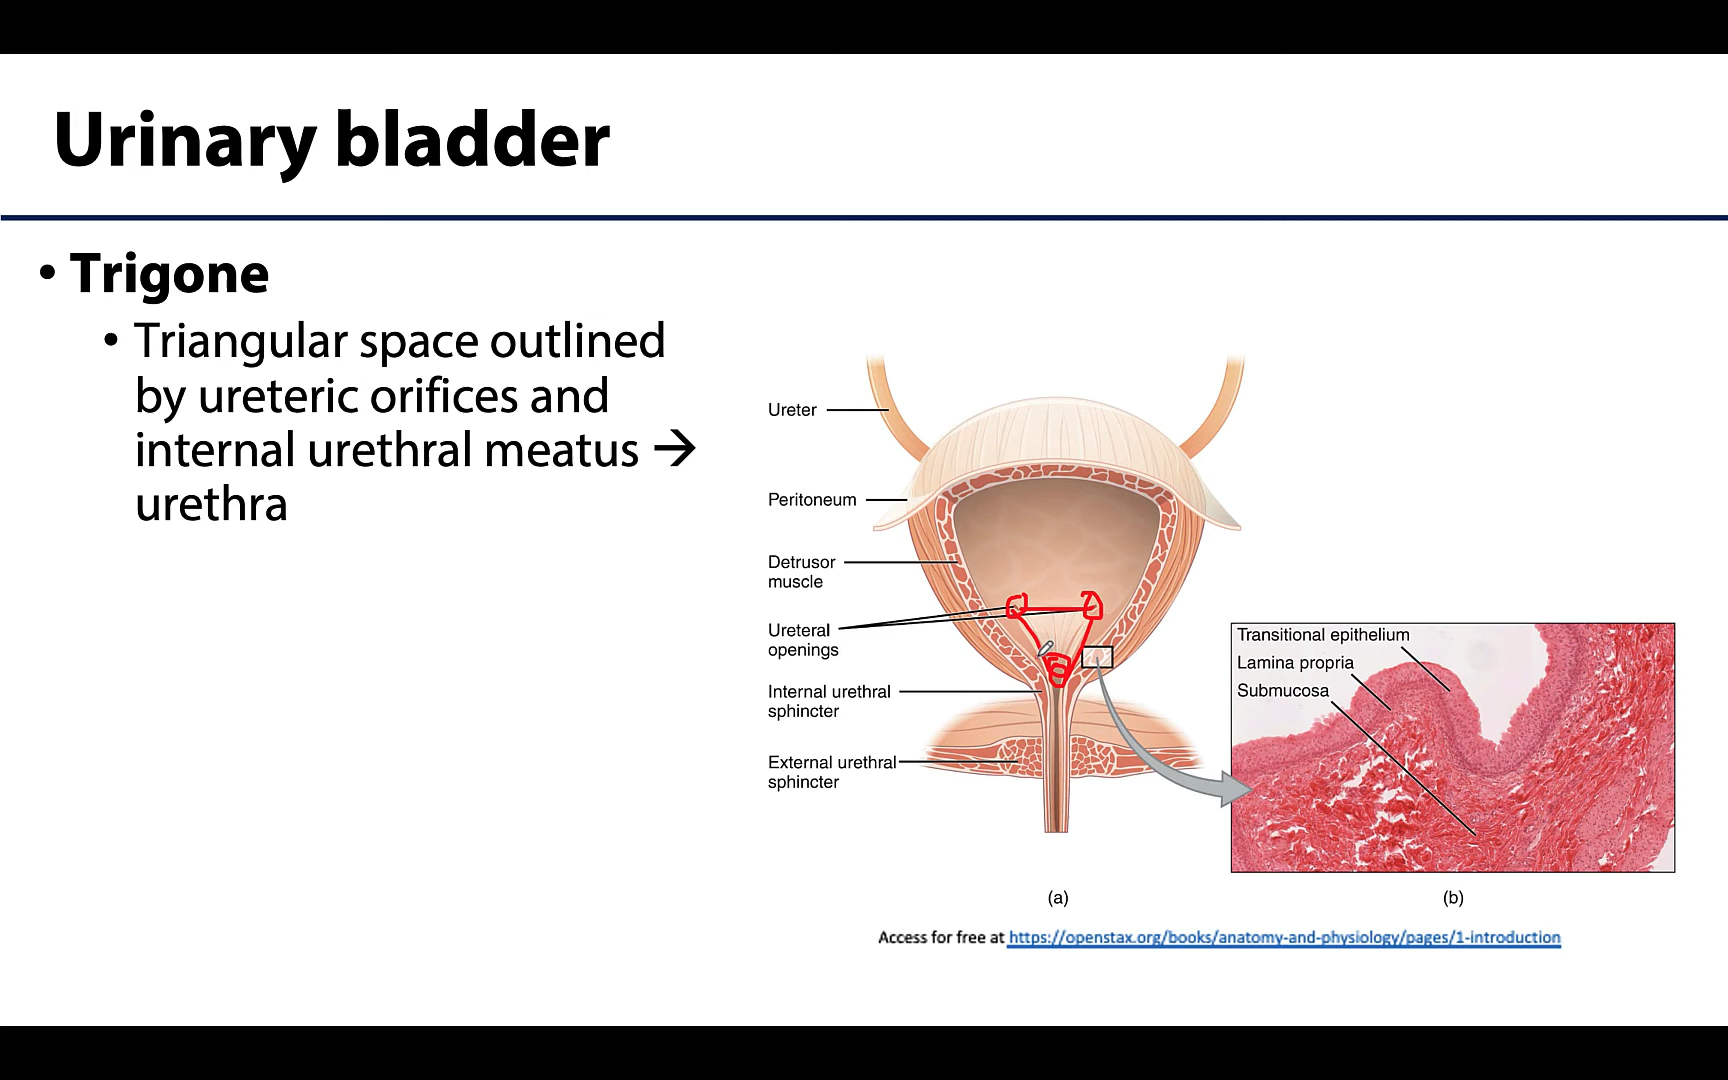 Urinary bladder
• Trigone
• Triangular space outlined
by ureteric orifices and
internal urethral meatus →
urethra
Ureter
Peritoneum
Detrusor
muscle
Ureteral
openings
Internal urethral
sphincter
External urethral
sphincter
Transitional epithelium
Lamina propria
Submucosa
(a)
(b)
Access for free at https://openstax.org/books/anatomy-and-physiology/pages/1-introduction